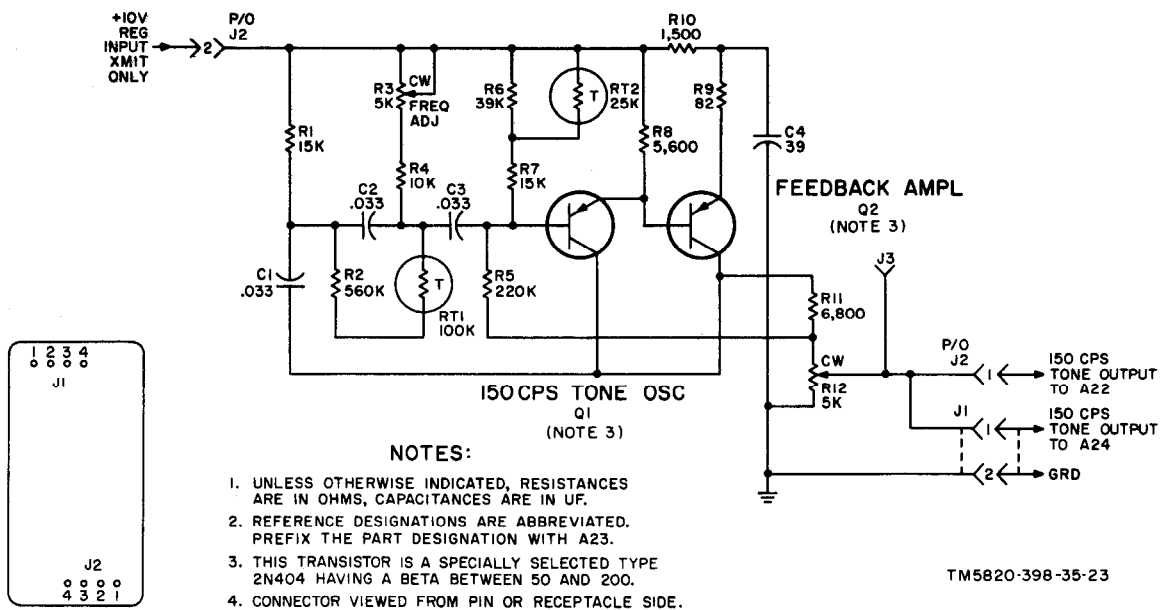 +10V
REG
INPUT
XMIT
ONLY
2
P/O
J2
R10
1,500
R1
15K
R3
5K
CW
FREQ
ADJ
R6
39K
T
RT2
25K
R8
5,600
R9
82
C4
39
R4
10K
R7
15K
C2
.033
C3
.033
FEEDBACK AMPL
Q2
(NOTE 3)
J3
C1
.033
R2
560K
T
RT1
100K
R5
220K
R11
6,800
CW
R12
5K
P/O
J2
1
150 CPS
TONE OUTPUT
TO A22
J1
1
150 CPS
TONE OUTPUT
TO A24
2
GRD
150 CPS TONE OSC
Q1
(NOTE 3)
1 2 3 4
J1
J2
4 3 2 1
NOTES:
1. UNLESS OTHERWISE INDICATED, RESISTANCES
ARE IN OHMS, CAPACITANCES ARE IN UF.
2. REFERENCE DESIGNATIONS ARE ABBREVIATED.
PREFIX THE PART DESIGNATION WITH A23.
3. THIS TRANSISTOR IS A SPECIALLY SELECTED TYPE
2N404 HAVING A BETA BETWEEN 50 AND 200.
4. CONNECTOR VIEWED FROM PIN OR RECEPTACLE SIDE.
TM5820-398-35-23